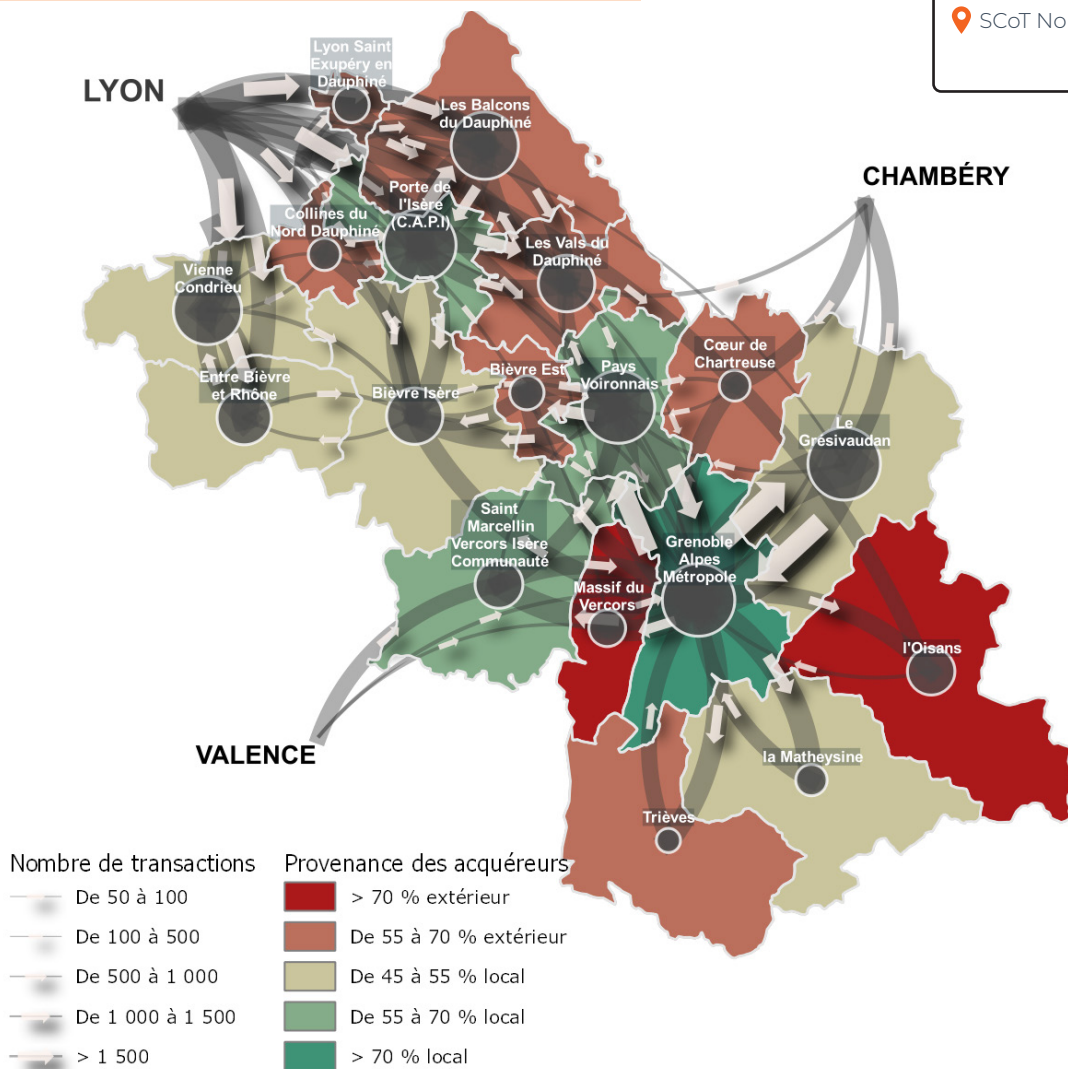 SCoT No
LYON
Lyon Saint
Exupéry en
Dauphiné
Les Balcons
du Dauphiné
CHAMBÉRY
Porte de
l'Isère
(C.A.P.I)
Collines du
Nord Dauphiné
Les Vals du
Dauphiné
Vienne
Condrieu
Cœur de
Chartreuse
Bièvre Est
Pays
Voironnais
Entre Bièvre
et Rhône
Bièvre Isère
Le
Grésivaudan
Saint
Marcellin
Vercors Isère
Communauté
Grenoble
Alpes
Métropole
Massif du
Vercors
l'Oisans
VALENCE
la Matheysine
Trièves
Nombre de transactions
De 50 à 100
De 100 à 500
De 500 à 1 000
De 1 000 à 1 500
> 1 500
Provenance des acquéreurs
> 70 % extérieur
De 55 à 70 % extérieur
De 45 à 55 % local
De 55 à 70 % local
> 70 % local